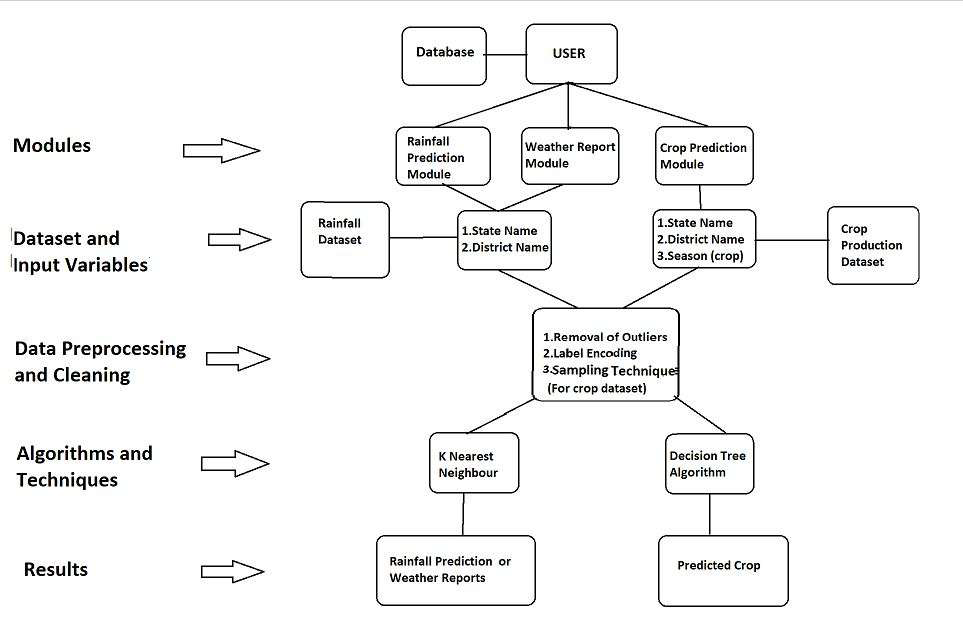 Database
USER
Modules
Rainfall
Prediction
Module
Weather Report
Module
Crop Prediction
Module
Dataset and
Input Variables
Rainfall
Dataset
1.State Name
2.District Name
1.State Name
2.District Name
3.Season (crop)
Crop
Production
Dataset
Data Preprocessing
and Cleaning
1.Removal of Outliers
2.Label Encoding
3.Sampling Techniques
(For crop dataset)
Algorithms and
Techniques
K Nearest
Neighbour
Decision Tree
Algorithm
Results
Rainfall Prediction or
Weather Reports
Predicted Crop